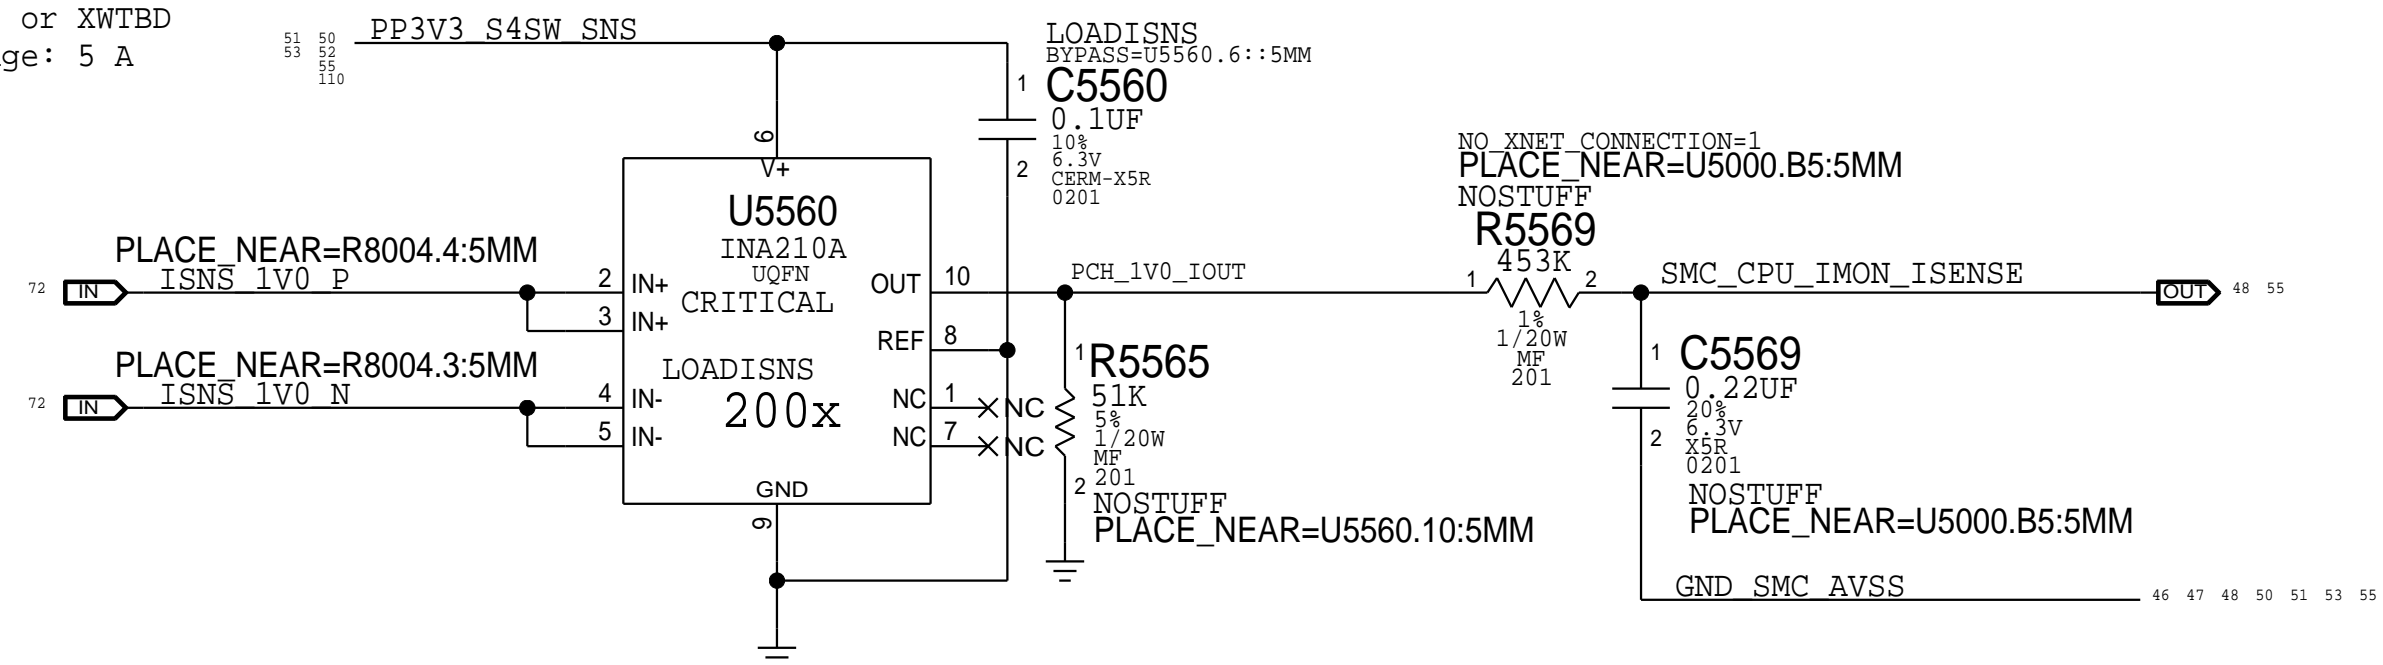 or XWTBD
ge: 5 A
51 50
53 52
55
110
PP3V3_S4SW_SNS
LOADISNS
BYPASS=U5560.6::5MM
1
C5560
0.1UF
10%
6.3V
2
CERM-X5R
0201
6
V+
U5560
INA210A
UQFN
CRITICAL
LOADISNS
200x
PLACE_NEAR=R8004.4:5MM
72 IN ISNS_1V0_P
2 IN+
3 IN+
PLACE_NEAR=R8004.3:5MM
72 IN ISNS_1V0_N
4 IN-
5 IN-
OUT 10
REF 8
NC 1 NC
NC 7 NC
GND
9
PCH_1V0_IOUT
1
R5565
51K
5%
1/20W
MF
201
2
NOSTUFF
PLACE_NEAR=U5560.10:5MM
NO_XNET_CONNECTION=1
PLACE_NEAR=U5000.B5:5MM
NOSTUFF
R5569
453K
1 2
1%
1/20W
MF
201
SMC_CPU_IMON_ISENSE
OUT 48 55
1
C5569
0.22UF
20%
6.3V
2
X5R
0201
NOSTUFF
PLACE_NEAR=U5000.B5:5MM
GND_SMC_AVSS
46 47 48 50 51 53 55